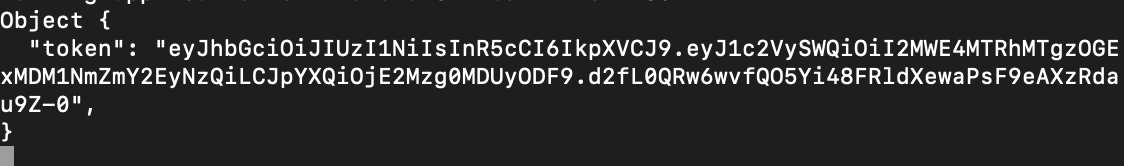 Object {
"token": "eyJhbGciOiJIUzI1NiIsInR5cCI6IkpXVCJ9.eyJ1c2VySWQiOiI2MWE4MTRhMTgzOGE
xMDM1NmZmY2EyNzQiLCJpYXQiOjE2Mzg0MDUyODF9.d2fL0QRw6wvfQO5Yi48FRldXewaPsF9eAXzRda
u9Z-0",
}